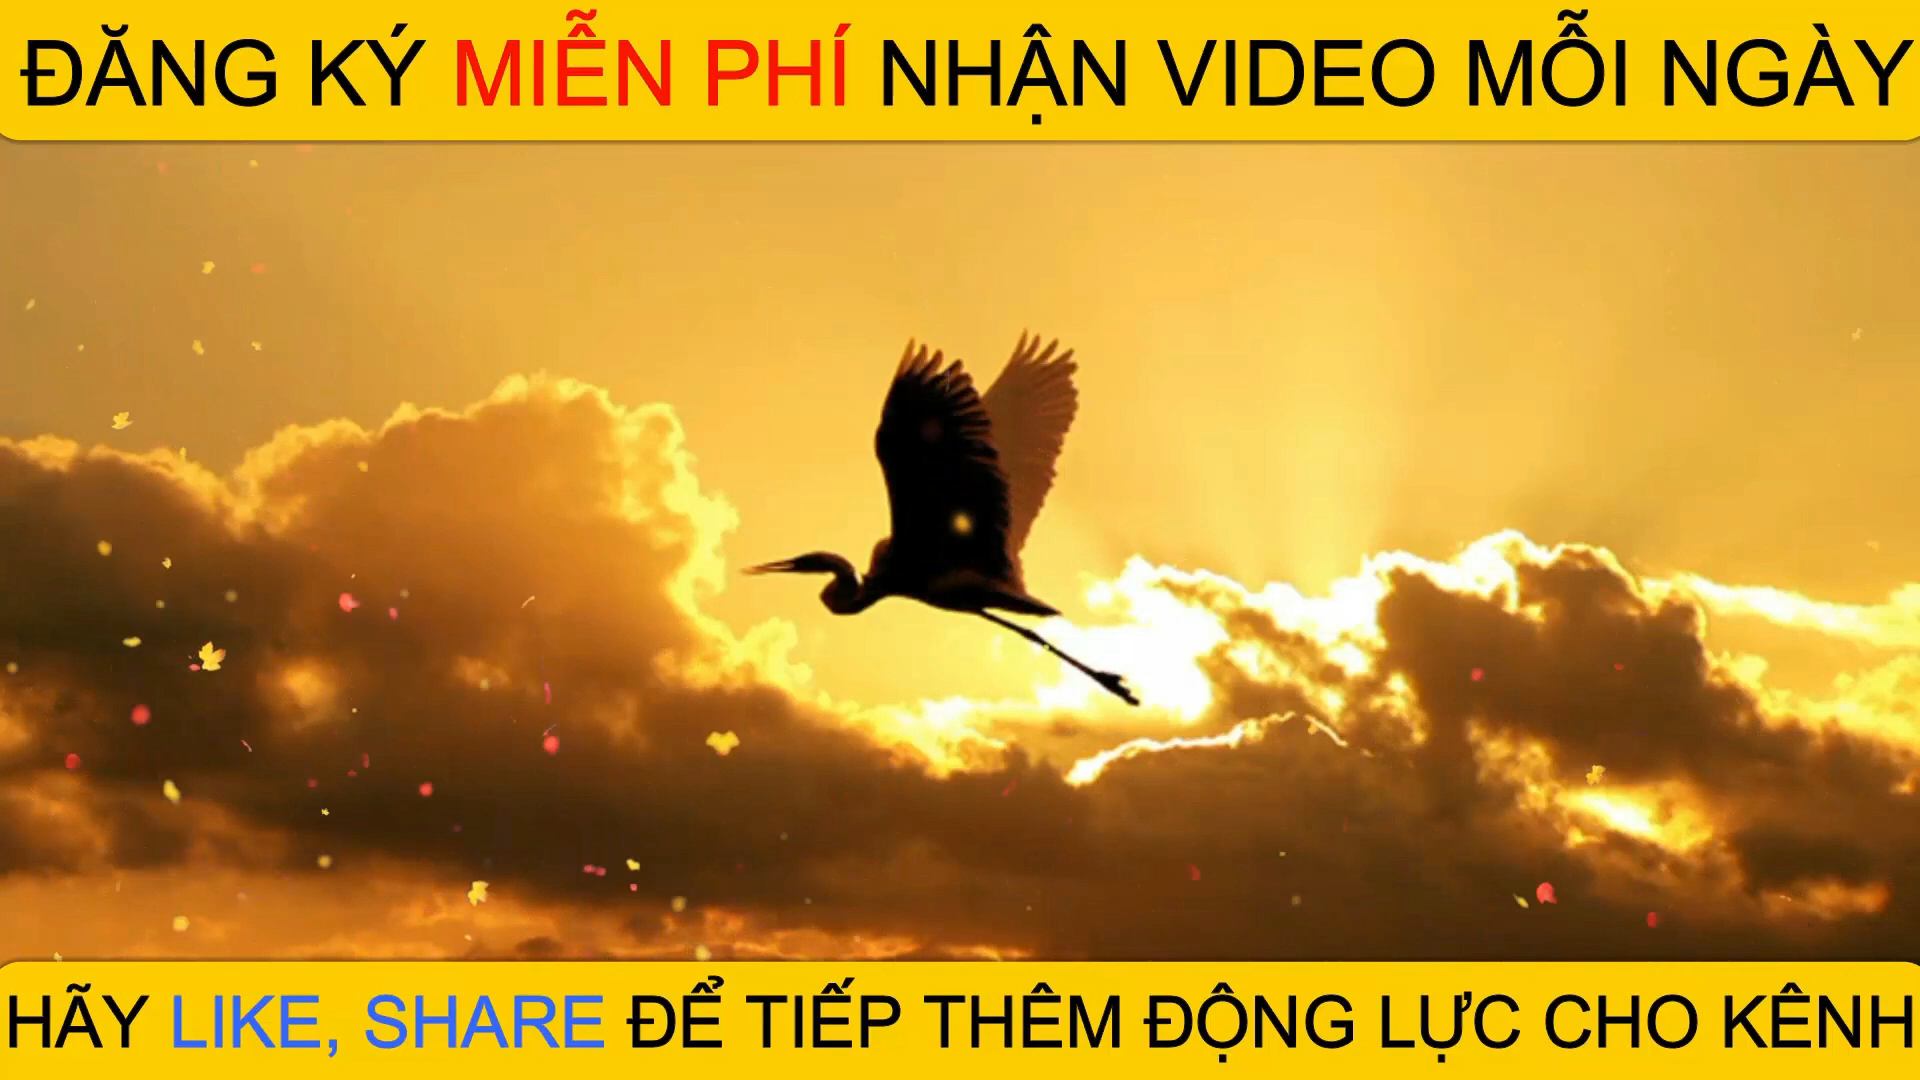 ĐĂNG KÝ MIỄN PHÍ NHẬN VIDEO MỖI NGÀY
HÃY LIKE, SHARE ĐỂ TIẾP THÊM ĐỘNG LỰC CHO KÊNH